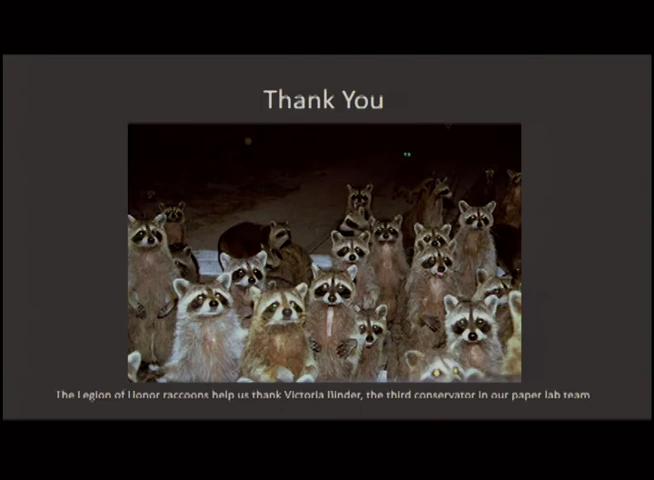 Thank You
The Legion of Honor raccoons help us thank Victoria Binder, the third conservator in our paper lab team